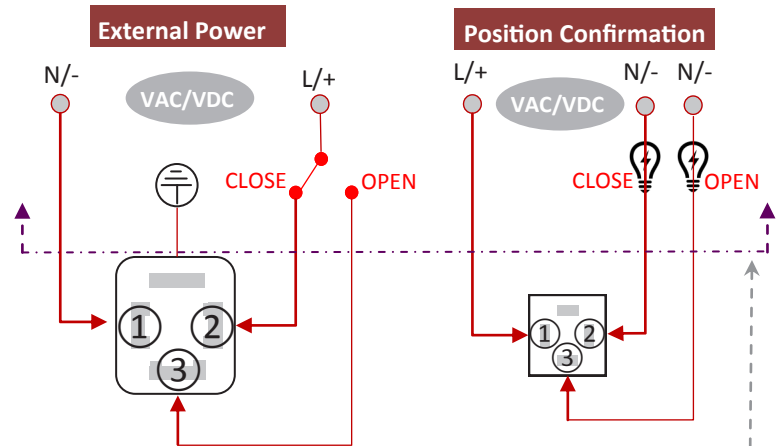 External Power
Position Confirmation
N/-
VAC/VDC
L/+
L/+
VAC/VDC
N/-
N/-
CLOSE
OPEN
CLOSE
OPEN
1
2
3
1
2
3